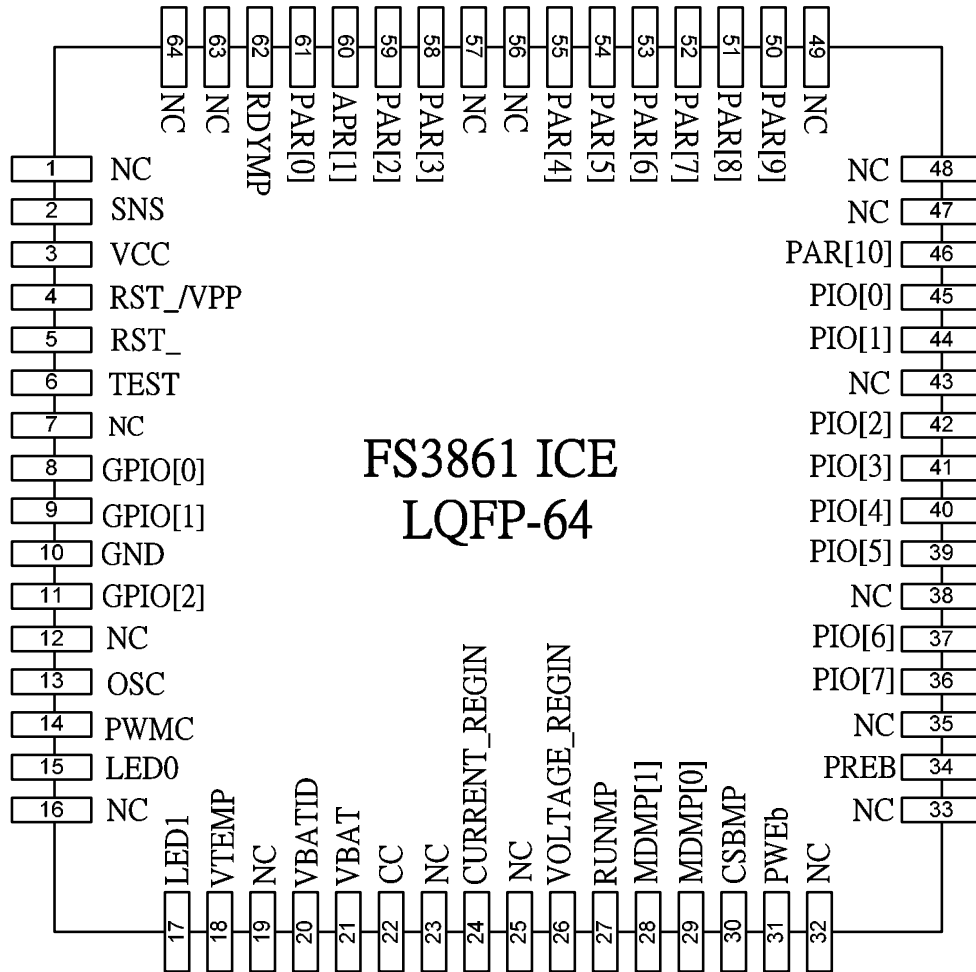 64 63 62 61 60 59 58 57 56 55 54 53 52 51 50 49
NC NC RDYMP PAR[0] APR[1] PAR[2] PAR[3] NC NC PAR[4] PAR[5] PAR[6] PAR[7] PAR[8] PAR[9] NC
1 NC
2 SNS
3 VCC
4 RST_/VPP
5 RST_
6 TEST
7 NC
8 GPIO[0]
9 GPIO[1]
10 GND
11 GPIO[2]
12 NC
13 OSC
14 PWMC
15 LED0
16 NC
FS3861 ICE
LQFP-64
NC 48
NC 47
PAR[10] 46
PIO[0] 45
PIO[1] 44
NC 43
PIO[2] 42
PIO[3] 41
PIO[4] 40
PIO[5] 39
NC 38
PIO[6] 37
PIO[7] 36
NC 35
PREB 34
NC 33
LED1 VTEMP NC VBATID VBAT CC NC CURRENT_REGIN NC VOLTAGE_REGIN RUNMP MDMP[1] MDMP[0] CSBMP PWEb NC
17 18 19 20 21 22 23 24 25 26 27 28 29 30 31 32